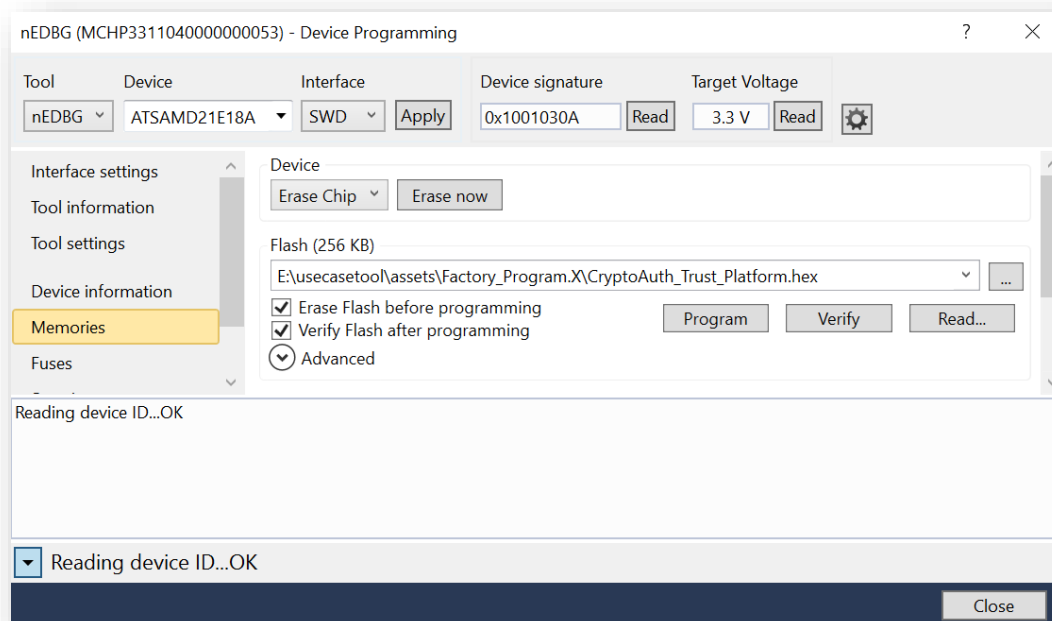 nEDBG (MCHP3311040000000053) - Device Programming ?
Tool Device Interface Device signature Target Voltage
nEDBG ATSAMD21E18A SWD Apply 0x1001030A Read 3.3 V Read
Interface settings
Tool information
Tool settings
Device information
Memories
Fuses
Device
Erase Chip Erase now
Flash (256 KB)
E:\usecasetool\assets\Factory_Program.X\CryptoAuth_Trust_Platform.hex ...
Erase Flash before programming
Verify Flash after programming
Program Verify Read...
Advanced
Reading device ID...OK
Reading device ID...OK
Close